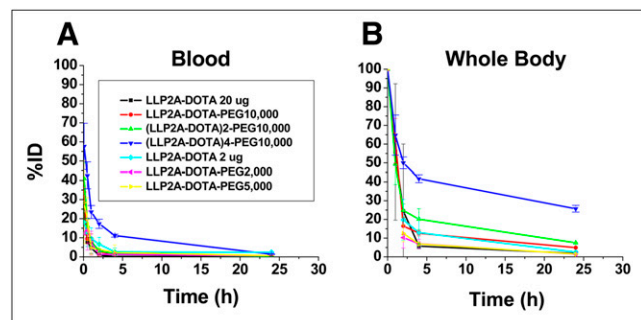 A
Blood
B
Whole Body
%ID
100
90
80
70
60
50
40
30
20
10
0
LLP2A-DOTA 20 ug
LLP2A-DOTA-PEG10,000
(LLP2A-DOTA)2-PEG10,000
(LLP2A-DOTA)4-PEG10,000
LLP2A-DOTA 2 ug
LLP2A-DOTA-PEG2,000
LLP2A-DOTA-PEG5,000
0 5 10 15 20 25 30
Time (h)
100
90
80
70
60
50
40
30
20
10
0
0 5 10 15 20 25 30
Time (h)